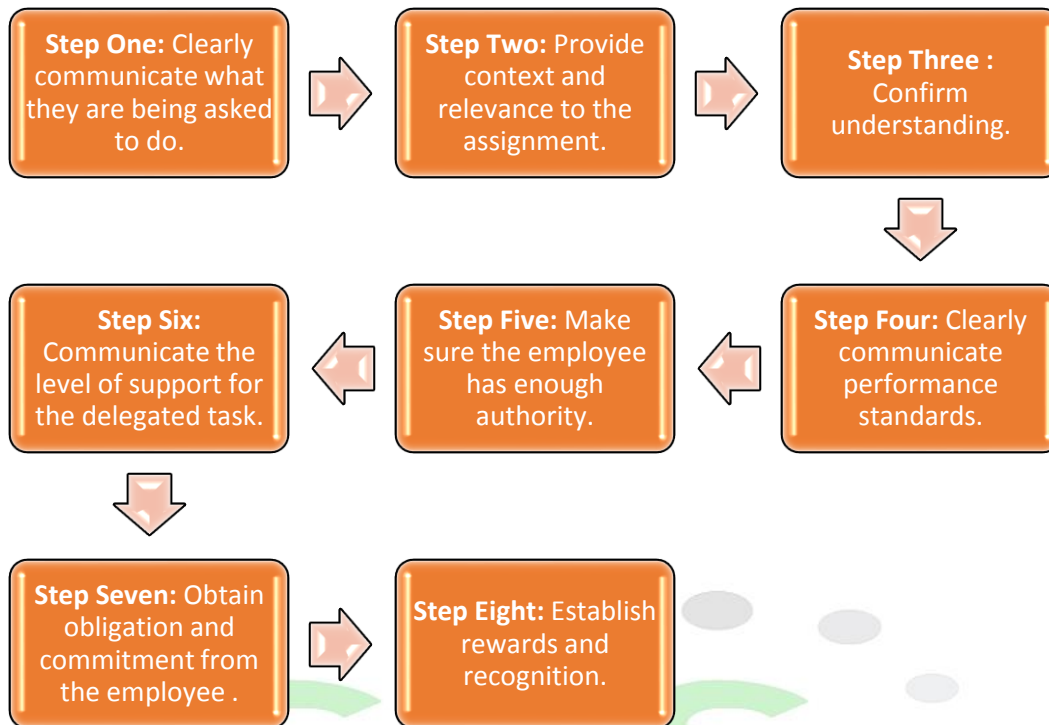 Step One: Clearly
communicate what
they are being asked
to do.
Step Two: Provide
context and
relevance to the
assignment.
Step Three :
Confirm
understanding.
Step Four: Clearly
communicate
performance
standards.
Step Five: Make
sure the employee
has enough
authority.
Step Six:
Communicate the
level of support for
the delegated task.
Step Seven: Obtain
obligation and
commitment from
the employee .
Step Eight: Establish
rewards and
recognition.